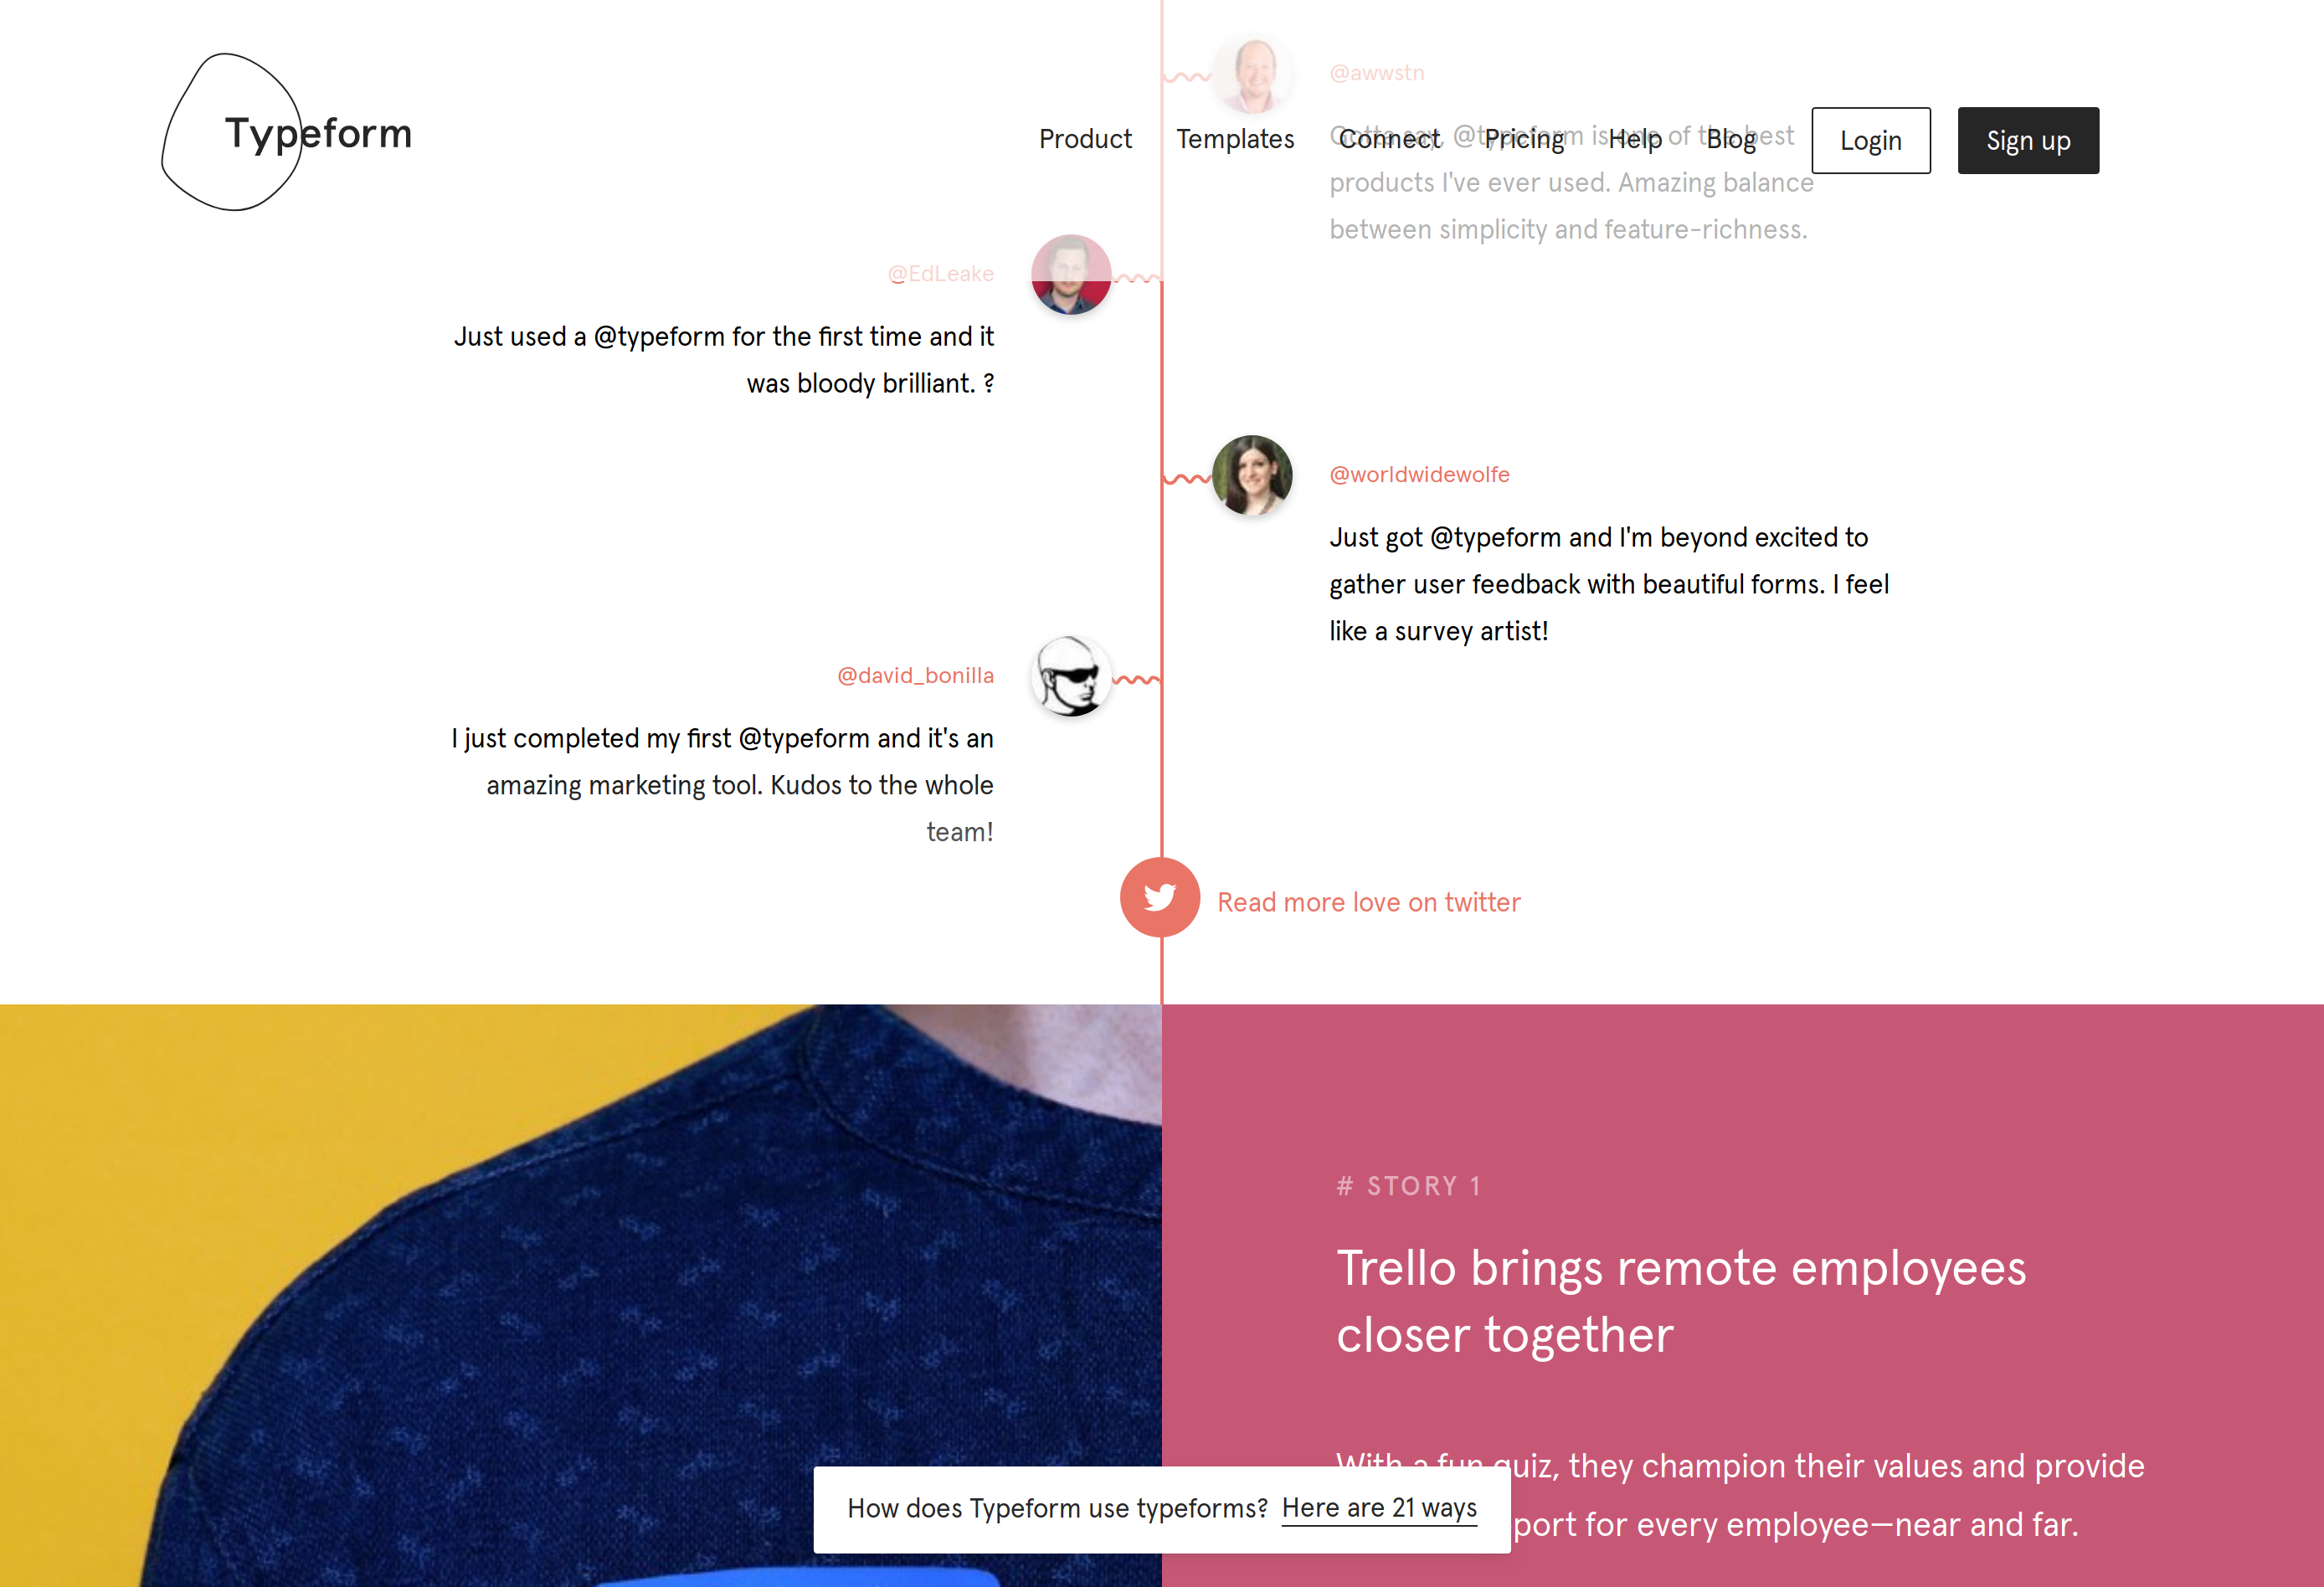 Typeform
Product
Templates
Connect
Pricing
Help
Blog
Login
Sign up
@awwstn
Gotta say, @typeform is one of the best
products I've ever used. Amazing balance
between simplicity and feature-richness.
@EdLeake
Just used a @typeform for the first time and it
was bloody brilliant. ?
@worldwidewolfe
Just got @typeform and I'm beyond excited to
gather user feedback with beautiful forms. I feel
like a survey artist!
@david_bonilla
I just completed my first @typeform and it's an
amazing marketing tool. Kudos to the whole
team!
Read more love on twitter
# STORY 1
Trello brings remote employees
closer together
With a fun quiz, they champion their values and provide
port for every employee—near and far.
How does Typeform use typeforms? Here are 21 ways